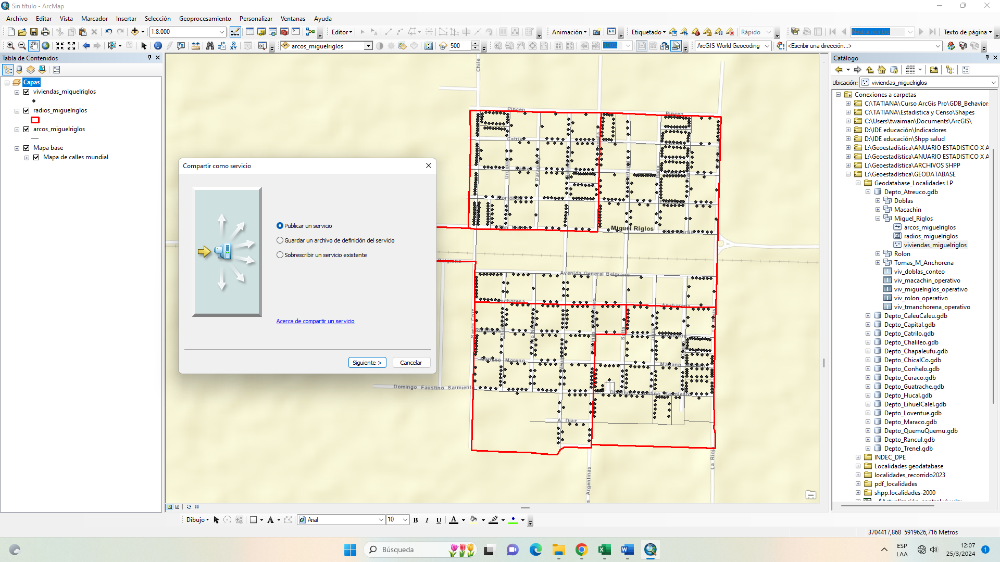 Sin título - ArcMap
Archivo Editar Vista Marcador Insertar Selección Geoprocesamiento Personalizar Ventanas Ayuda
1:8.000
Editor
Animación
Etiquetado
Rápido
Mostrar nombre
Texto de página
arcos_miguelriglos
500
100%
ArcGIS World Geocoding
<Escribir una dirección...>
Tabla de Contenidos
Capas
viviendas_miguelriglos
radios_miguelriglos
arcos_miguelriglos
Mapa base
Mapa de calles mundial
Compartir como servicio
Publicar un servicio
Guardar un archivo de definición del servicio
Sobrescribir un servicio existente
Acerca de compartir un servicio
Siguiente >
Cancelar
Chile
Pincen
Pincen
Miguel Riglos
Belgrano
Avenida General Belgrano
Santa Cruz
Salta
Mariano Moreno
Domingo Faustino Sarmiento
A. Diaz
La Rioj
s Argentinas
Catálogo
Ubicación:
viviendas_miguelriglos
Conexiones a carpetas
C:\TATIANA\Curso ArcGis Pro\GDB_Behavior
C:\TATIANA\Estadistica y Censo\Shapes
C:\Users\twaiman\Documents\ArcGIS\
D:\IDE educación\Indicadores
D:\IDE educación\Shpp salud
L:\Geoestadística\ANUARIO ESTADISTICO X A
L:\Geoestadística\ANUARIO ESTADISTICO X A
L:\Geoestadística\ARCHIVOS SHPP
L:\Geoestadística\GEODATABASE
Geodatabase_Localidades LP
Depto_Atreuco.gdb
Doblas
Macachin
Miguel_Riglos
arcos_miguelriglos
radios_miguelriglos
viviendas_miguelriglos
Rolon
Tomas_M_Anchorena
viv_doblas_conteo
viv_macachin_operativo
viv_miguelriglos_operativo
viv_rolon_operativo
viv_tmanchorena_operativo
Depto_CaleuCaleu.gdb
Depto_Capital.gdb
Depto_Catrilo.gdb
Depto_Chalileo.gdb
Depto_Chapaleufu.gdb
Depto_ChicalCo.gdb
Depto_Conhelo.gdb
Depto_Curaco.gdb
Depto_Guatrache.gdb
Depto_Hucal.gdb
Depto_LihuelCalel.gdb
Depto_Loventue.gdb
Depto_Maraco.gdb
Depto_QuemuQuemu.gdb
Depto_Rancul.gdb
Depto_Trenel.gdb
INDEC_DPE
Localidades geodatabase
localidades_recorrido2023
pdf_localidades
shpp.localidades-2000
Dibujo
Arial
10
B I U A
3704417,868 5919626,716 Metros
Búsqueda
ESP
LAA
12:07
25/3/2024
1